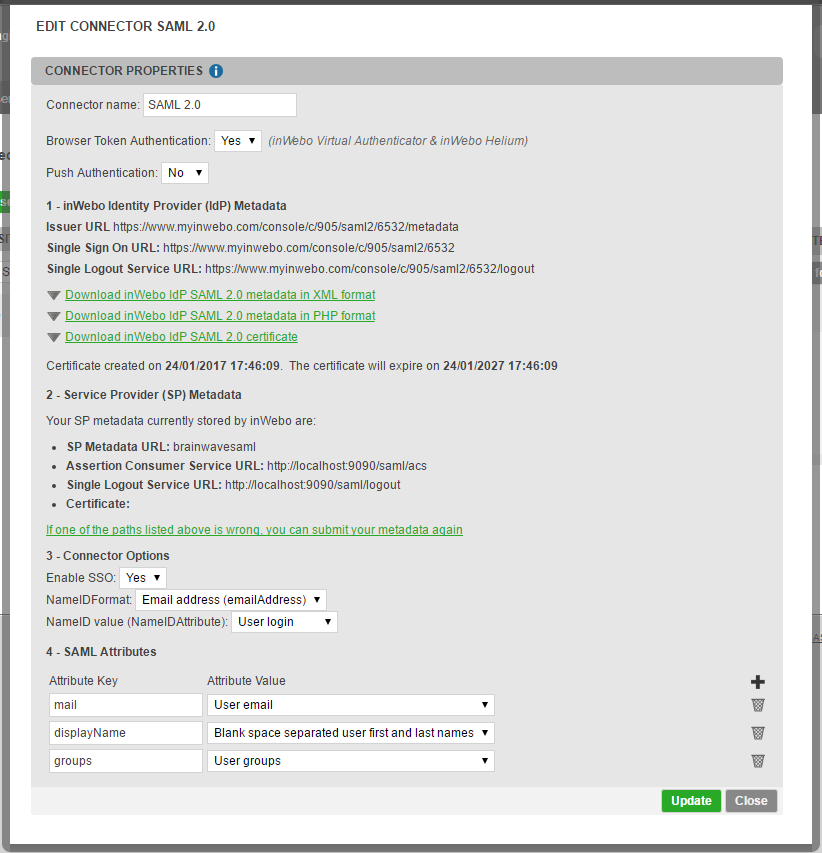 EDIT CONNECTOR SAML 2.0
CONNECTOR PROPERTIES i
Connector name: SAML 2.0
Browser Token Authentication: Yes ▼ (inWebo Virtual Authenticator & inWebo Helium)
Push Authentication: No ▼
1 - inWebo Identity Provider (IdP) Metadata
Issuer URL https://www.myinwebo.com/console/c/905/saml2/6532/metadata
Single Sign On URL: https://www.myinwebo.com/console/c/905/saml2/6532
Single Logout Service URL: https://www.myinwebo.com/console/c/905/saml2/6532/logout
Download inWebo IdP SAML 2.0 metadata in XML format
Download inWebo IdP SAML 2.0 metadata in PHP format
Download inWebo IdP SAML 2.0 certificate
Certificate created on 24/01/2017 17:46:09. The certificate will expire on 24/01/2027 17:46:09
2 - Service Provider (SP) Metadata
Your SP metadata currently stored by inWebo are:
• SP Metadata URL: brainwavesaml
• Assertion Consumer Service URL: http://localhost:9090/saml/acs
• Single Logout Service URL: http://localhost:9090/saml/logout
• Certificate:
If one of the paths listed above is wrong, you can submit your metadata again
3 - Connector Options
Enable SSO: Yes ▼
NameIDFormat: Email address (emailAddress) ▼
NameID value (NameIDAttribute): User login ▼
4 - SAML Attributes
Attribute Key Attribute Value
mail User email ▼
displayName Blank space separated user first and last names ▼
groups User groups ▼
Update Close